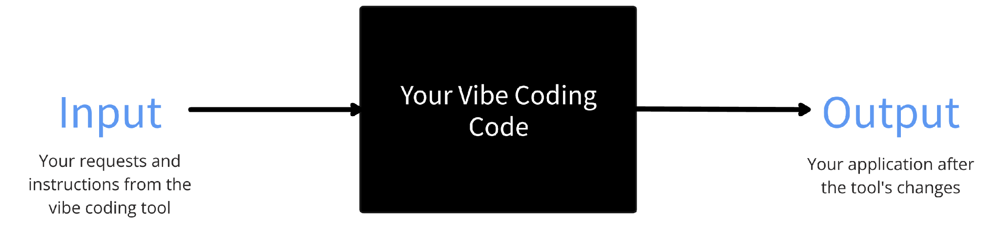 Input
Your requests and
instructions from the
vibe coding tool
Your Vibe Coding
Code
Output
Your application after
the tool's changes